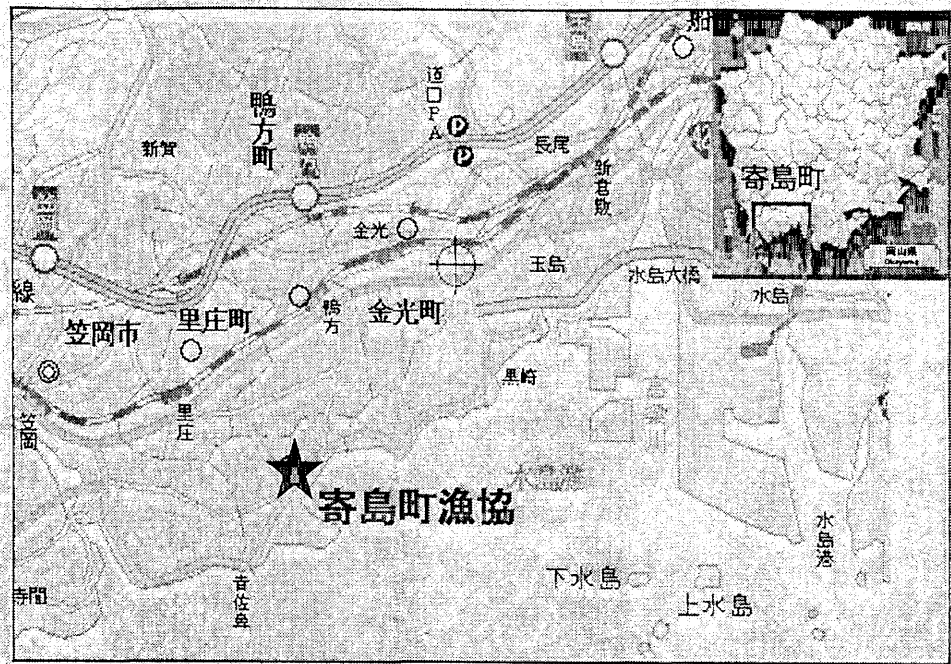 船
道口PA
P
P
鴨方町
新賀
長尾
新倉敷
寄島町
岡山県
Okayama
金光
玉島
水島大橋
水島
線
笠岡市
里庄町
鴨方
金光町
黒崎
笠岡
里庄
寄島町漁協
水島港
寺間
下水島
上水島